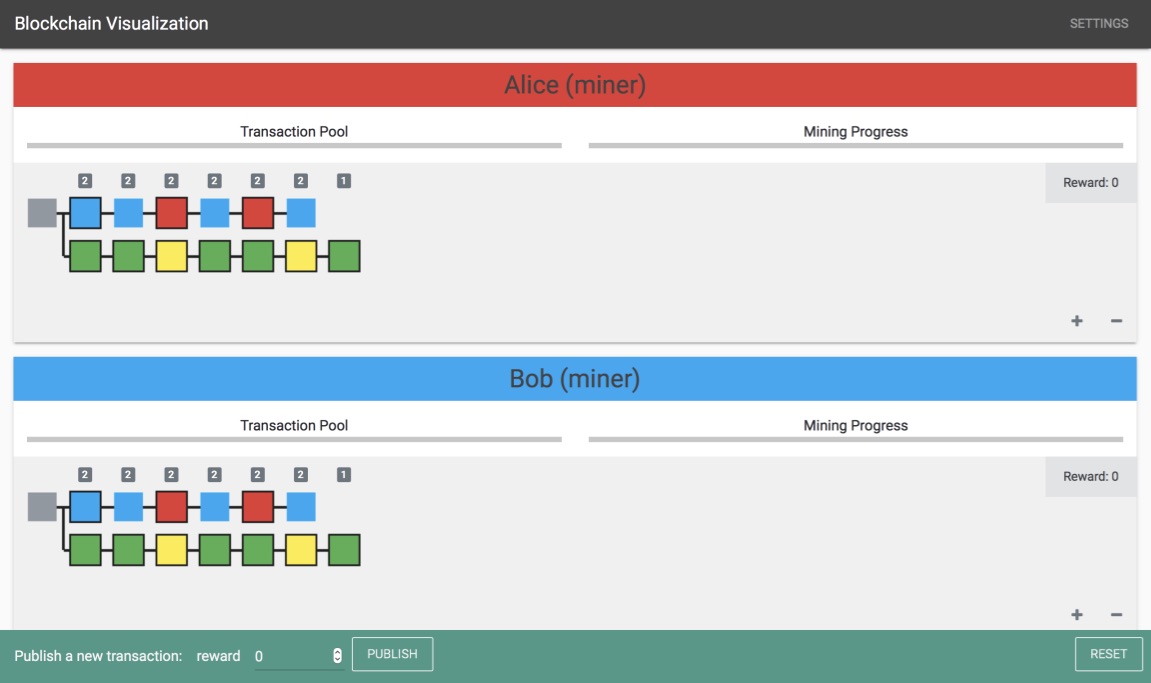 Blockchain Visualization
SETTINGS
Alice (miner)
Transaction Pool
Mining Progress
2 2 2 2 2 2 1
Reward: 0
+ −
Bob (miner)
Transaction Pool
Mining Progress
2 2 2 2 2 2 1
Reward: 0
+ −
Publish a new transaction: reward 0 PUBLISH
RESET